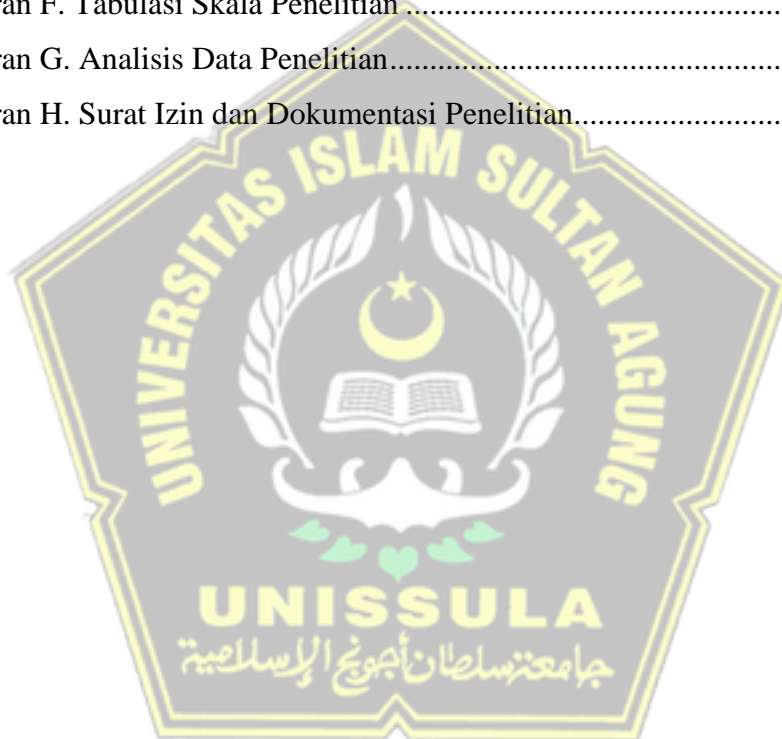 ran F. Tabulasi Skala Penelitian ............................................
ran G. Analisis Data Penelitian..............................................
ran H. Surat Izin dan Dokumentasi Penelitian...........................
UNIVERSITAS ISLAM SULTAN AGUNG
UNISSULA
جامعة سلطان أجونج الإسلامية